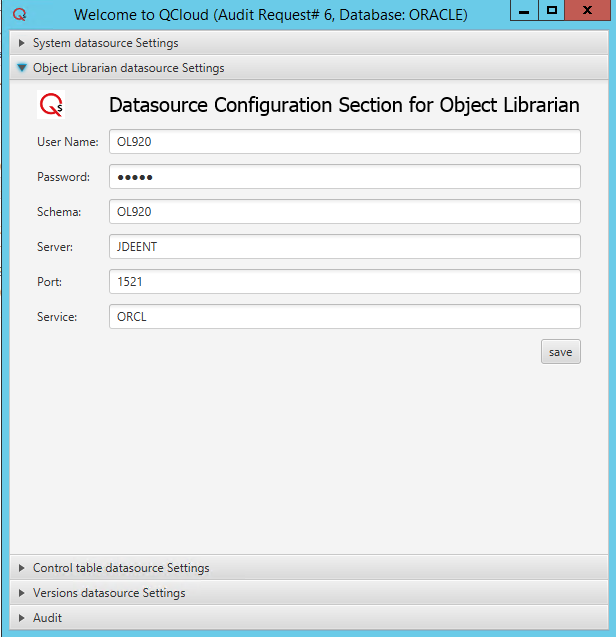 Welcome to QCloud (Audit Request# 6, Database: ORACLE)
System datasource Settings
Object Librarian datasource Settings
Qs Datasource Configuration Section for Object Librarian
User Name: OL920
Password: •••••
Schema: OL920
Server: JDEENT
Port: 1521
Service: ORCL
save
Control table datasource Settings
Versions datasource Settings
Audit